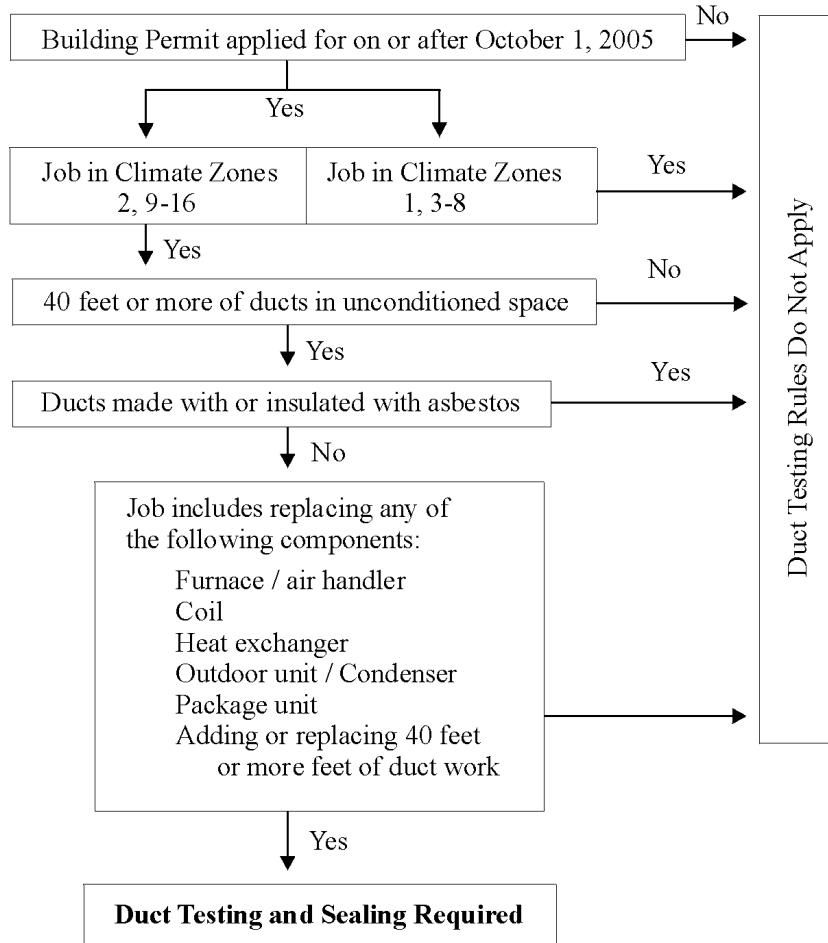 No
Building Permit applied for on or after October 1, 2005
Yes
Job in Climate Zones
2, 9-16
Job in Climate Zones
1, 3-8
Yes
Yes
40 feet or more of ducts in unconditioned space
No
Yes
Ducts made with or insulated with asbestos
Yes
No
Job includes replacing any of
the following components:
Furnace / air handler
Coil
Heat exchanger
Outdoor unit / Condenser
Package unit
Adding or replacing 40 feet
or more feet of duct work
Yes
Duct Testing and Sealing Required
Duct Testing Rules Do Not Apply